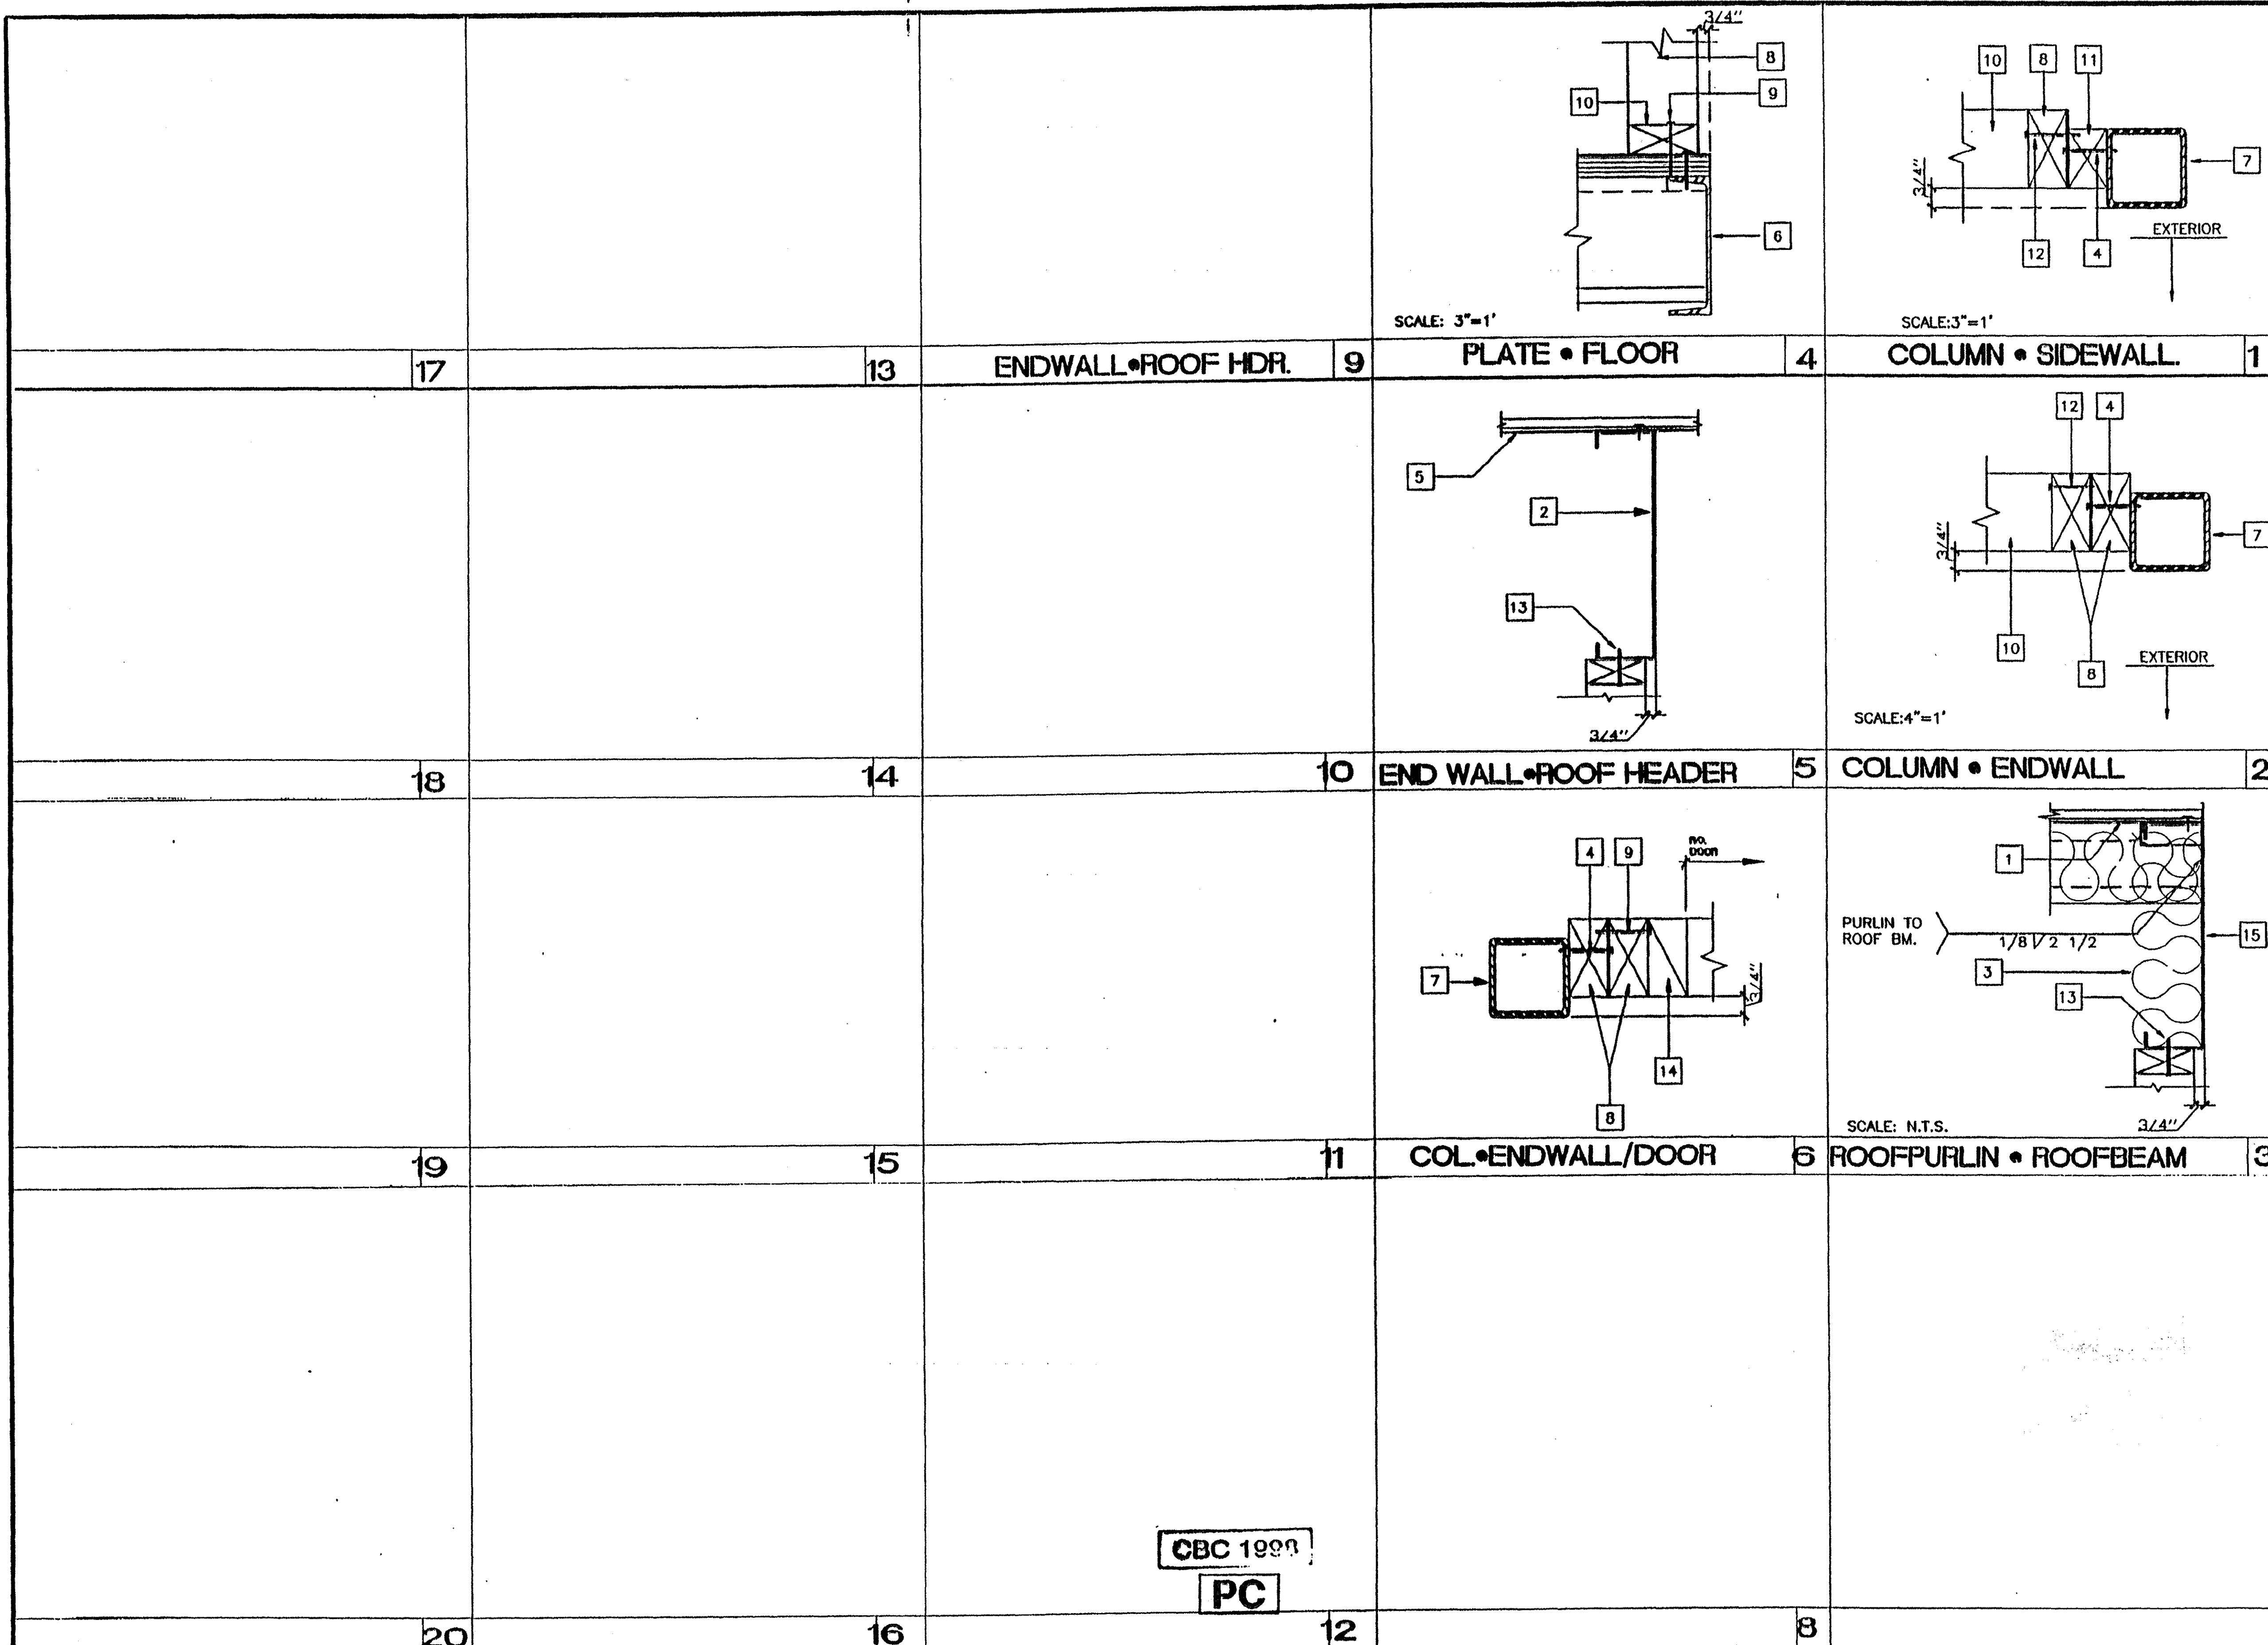 3/4"
8
9
10
6
SCALE: 3"=1'
10
8
11
7
3/4"
12
4
EXTERIOR
SCALE:3"=1'
17
13
ENDWALL•ROOF HDR.
9
PLATE • FLOOR
4
COLUMN • SIDEWALL.
1
5
2
13
3/4"
12
4
7
3/4"
10
8
EXTERIOR
SCALE:4"=1'
18
14
10
END WALL•ROOF HEADER
5
COLUMN • ENDWALL
2
4
9
no.
DOOR
7
3/4"
14
8
1
PURLIN TO
ROOF BM.
1/8 2 1/2
15
3
13
SCALE: N.T.S.
3/4"
19
15
11
COL.•ENDWALL/DOOR
6
ROOFPURLIN • ROOFBEAM
3
CBC
PC
20
16
12
8